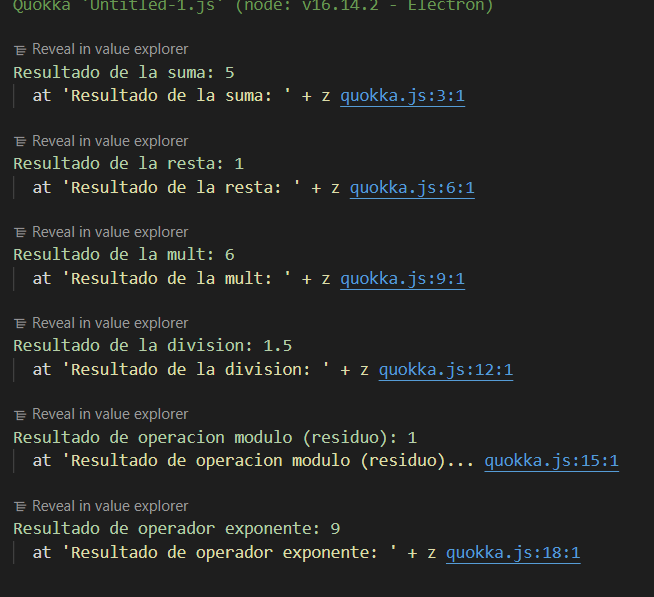 Quokka 'Untitled-1.js' (node: v16.14.2 - Electron)
Reveal in value explorer
Resultado de la suma: 5
at 'Resultado de la suma: ' + z quokka.js:3:1
Reveal in value explorer
Resultado de la resta: 1
at 'Resultado de la resta: ' + z quokka.js:6:1
Reveal in value explorer
Resultado de la mult: 6
at 'Resultado de la mult: ' + z quokka.js:9:1
Reveal in value explorer
Resultado de la division: 1.5
at 'Resultado de la division: ' + z quokka.js:12:1
Reveal in value explorer
Resultado de operacion modulo (residuo): 1
at 'Resultado de operacion modulo (residuo)... quokka.js:15:1
Reveal in value explorer
Resultado de operador exponente: 9
at 'Resultado de operador exponente: ' + z quokka.js:18:1